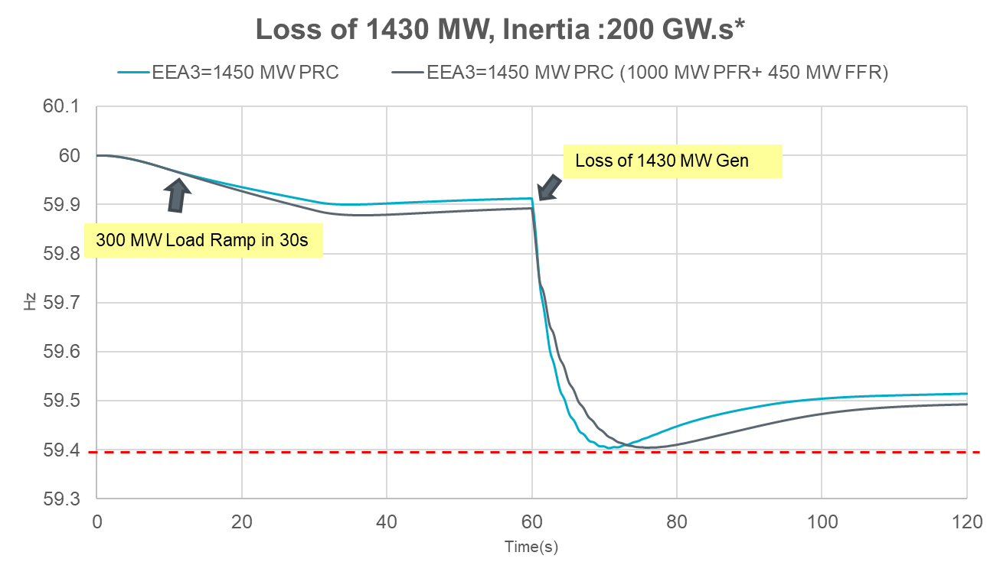 Loss of 1430 MW, Inertia :200 GW.s*
EEA3=1450 MW PRC
EEA3=1450 MW PRC (1000 MW PFR+ 450 MW FFR)
60.1
60
59.9
59.8
59.7
59.6
59.5
59.4
59.3
Hz
Loss of 1430 MW Gen
300 MW Load Ramp in 30s
0 20 40 60 80 100 120
Time(s)